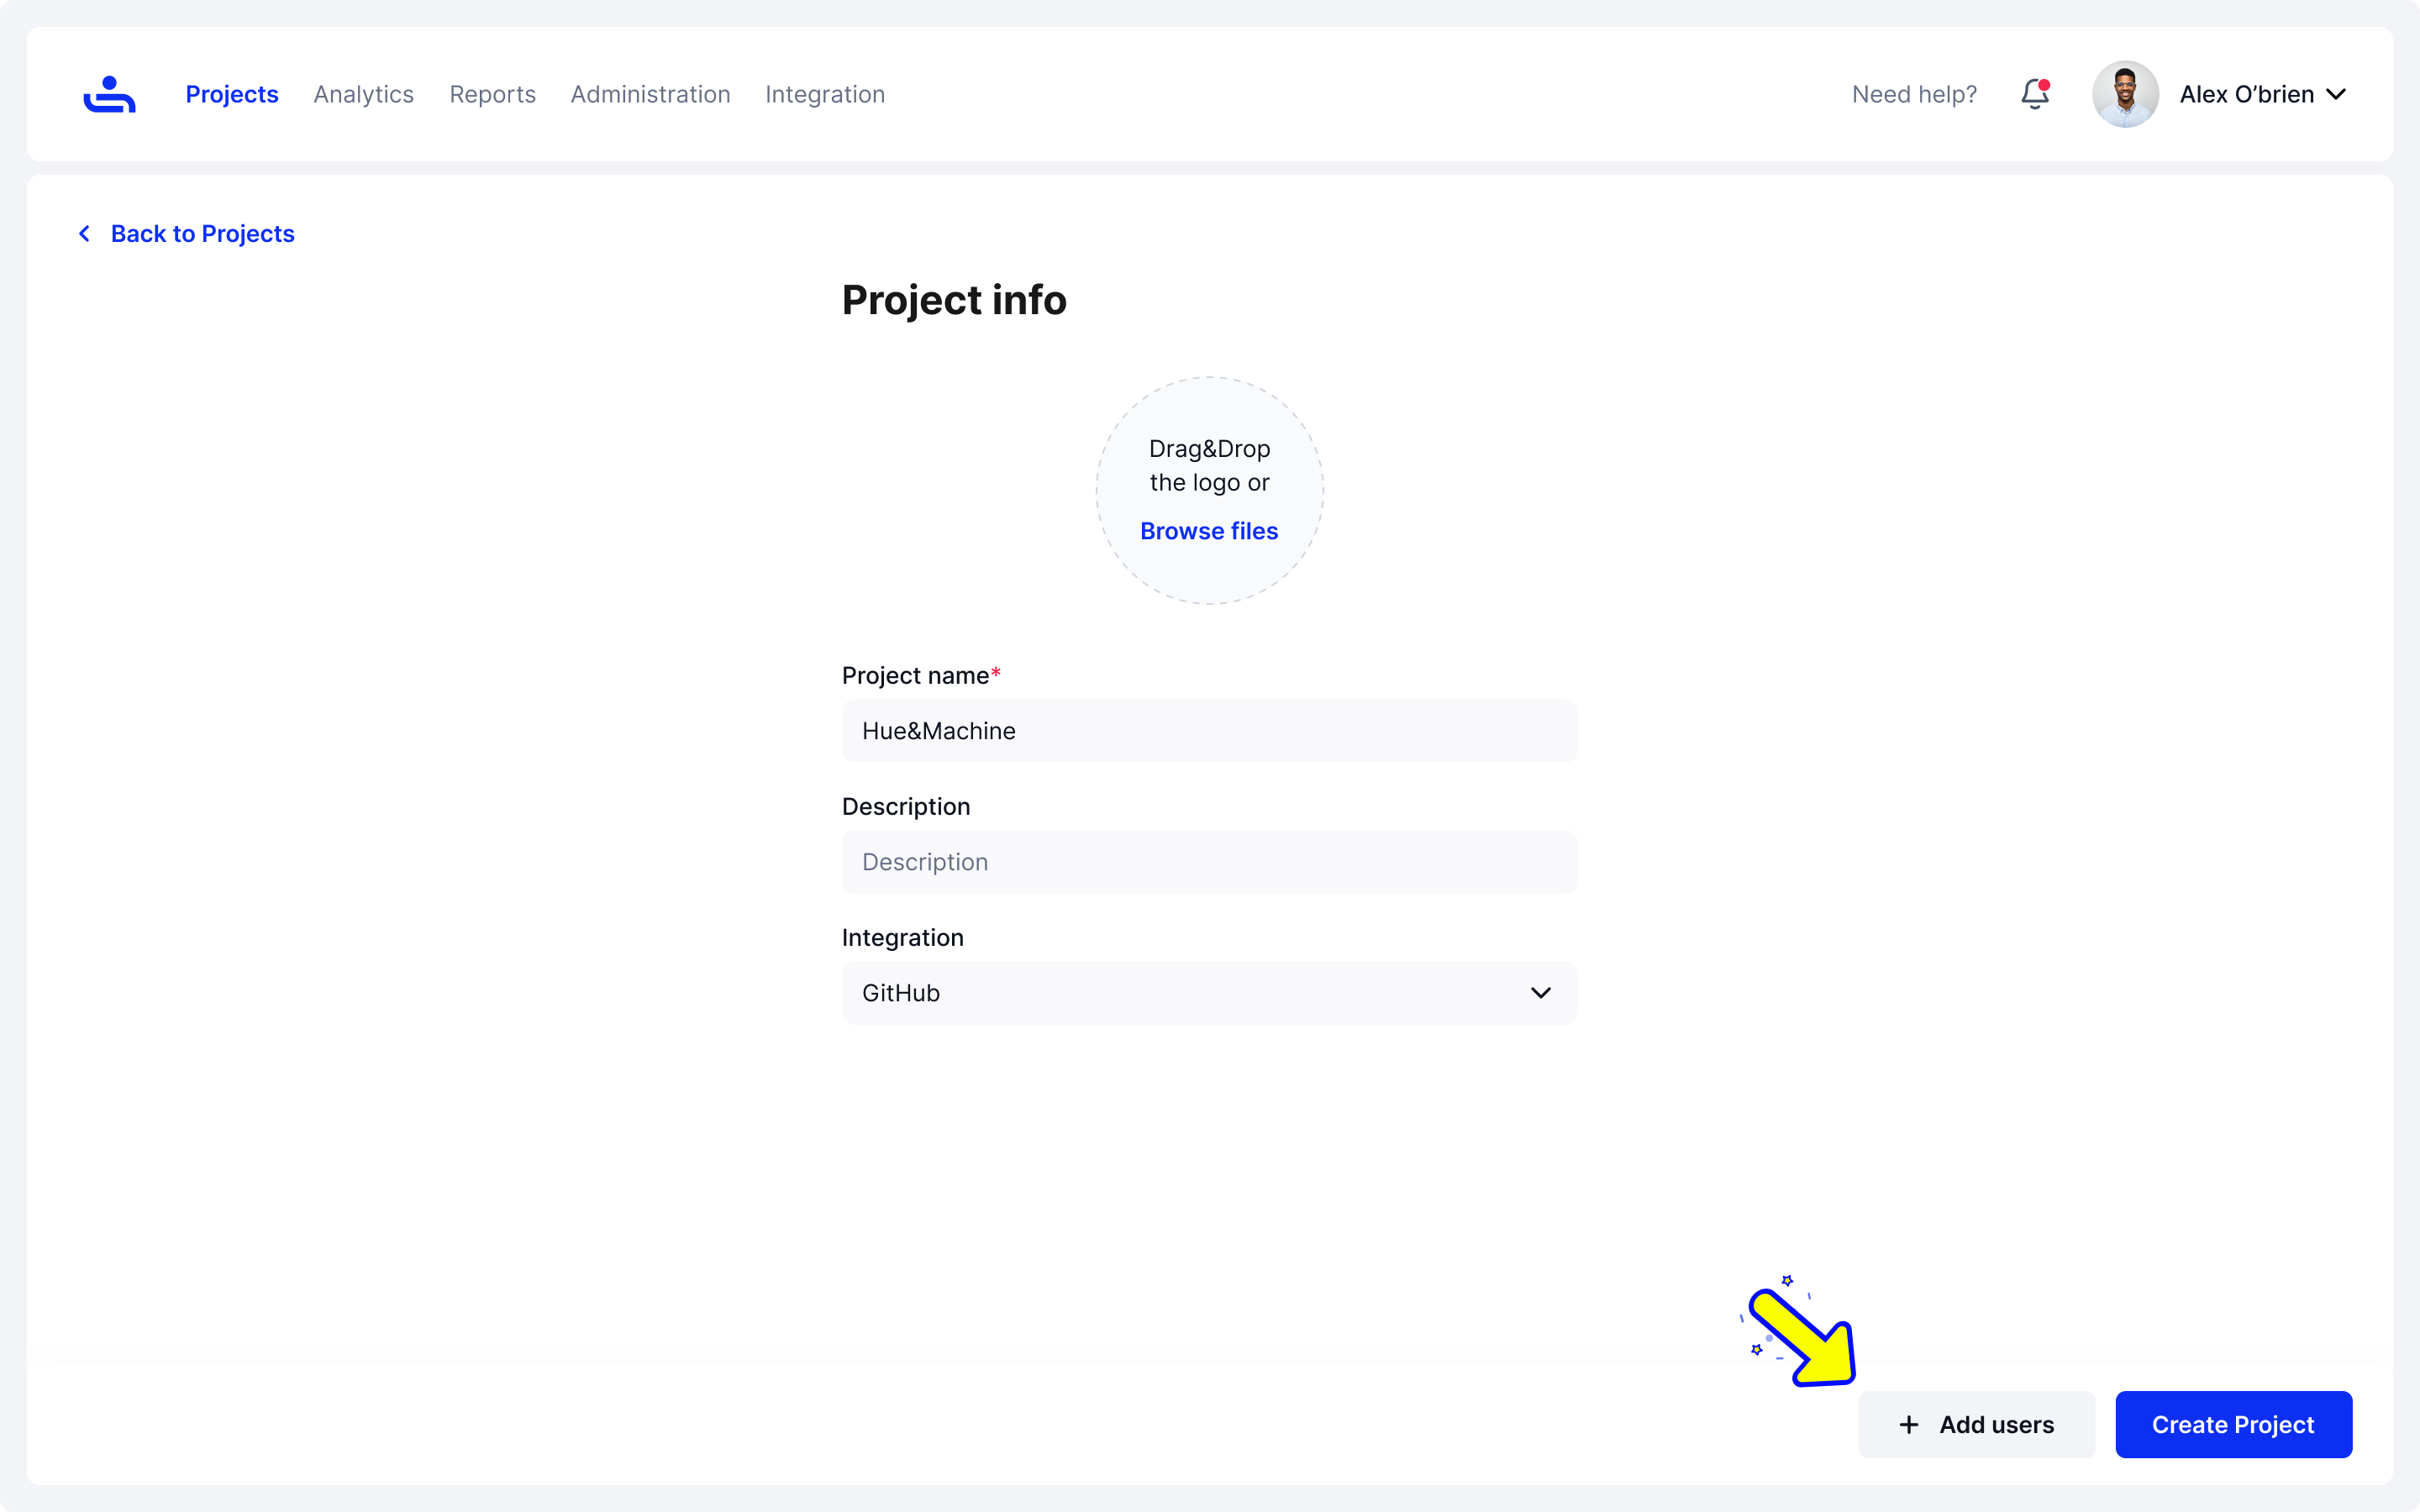 Projects
Analytics
Reports
Administration
Integration
Need help?
Alex O’brien
Back to Projects
Project info
Drag&Drop
the logo or
Browse files
Project name*
Hue&Machine
Description
Description
Integration
GitHub
+ Add users
Create Project